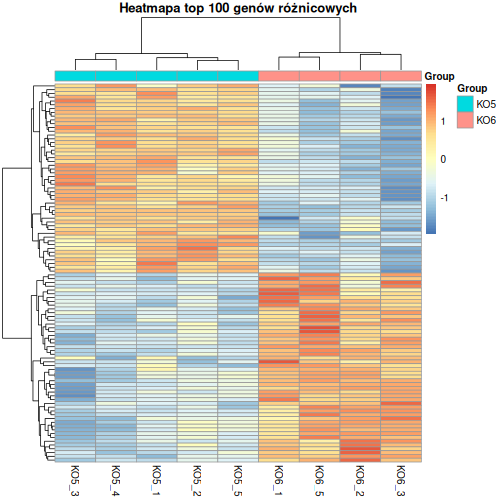 Heatmapa top 100 genów różnicowych
Group
1
0
-1
Group
KO5
KO6
KO5_3
KO5_4
KO5_1
KO5_2
KO5_5
KO6_1
KO6_5
KO6_2
KO6_3